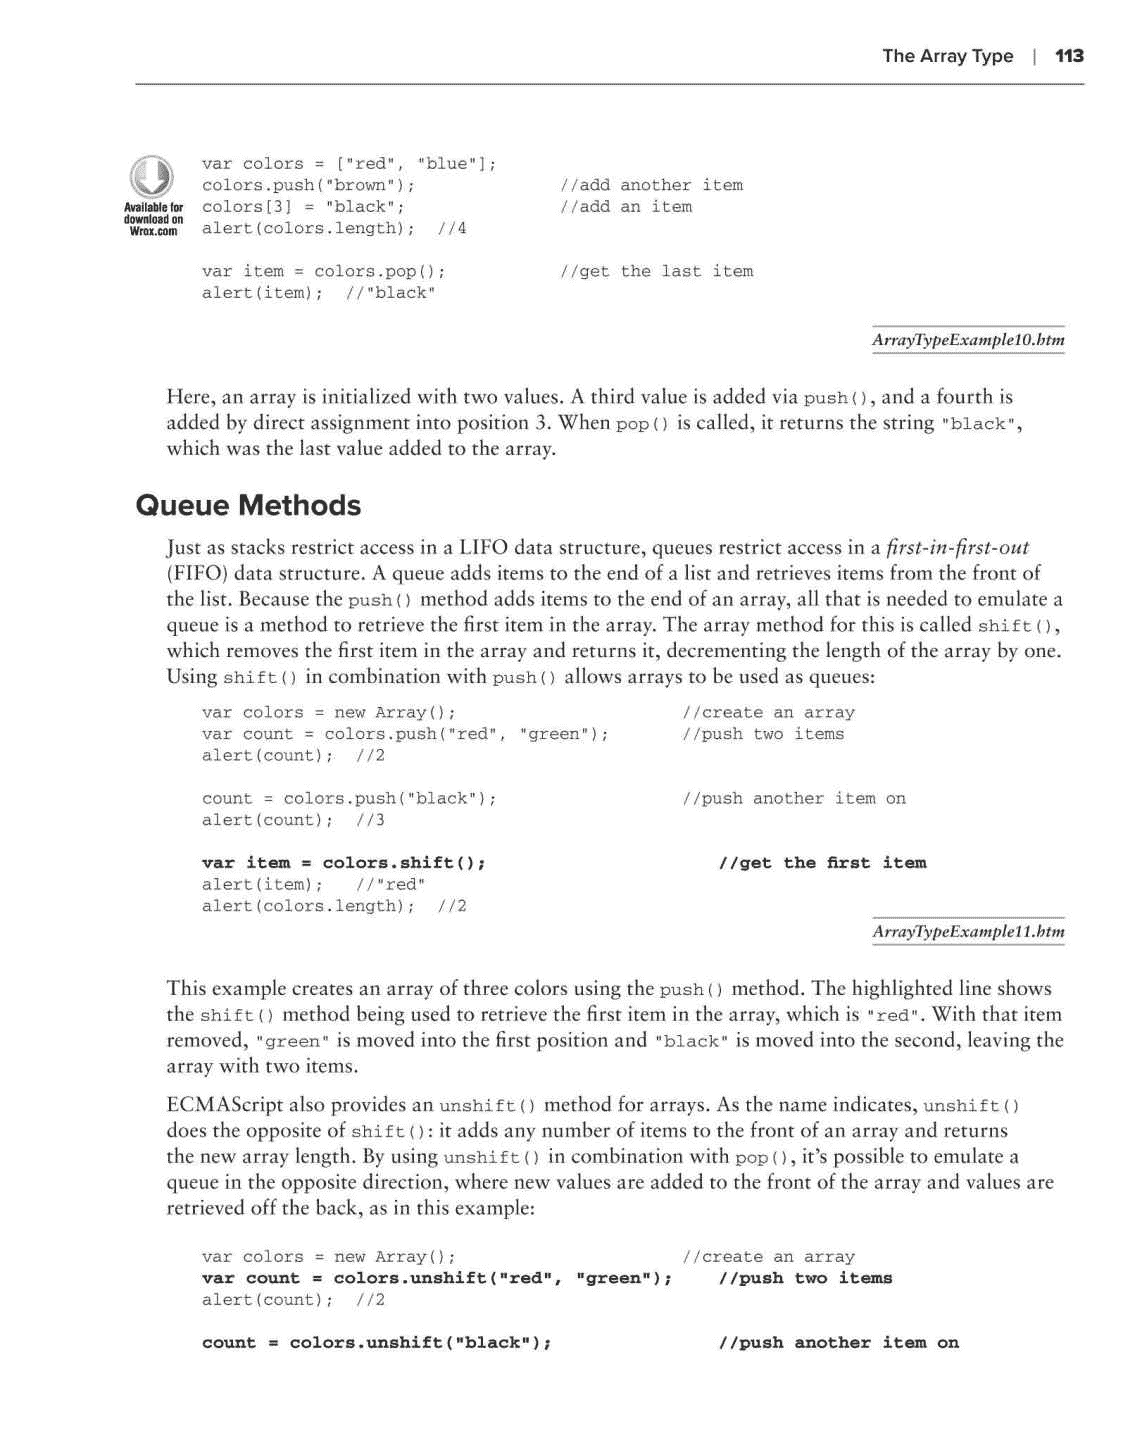 The Array Type | 113
var colors = ["red", "blue"];
colors.push("brown");              //add another item
colors[3] = "black";               //add an item
alert(colors.length);  //4
Available for
download on
Wrox.com
var item = colors.pop();           //get the last item
alert(item);  //"black"
ArrayTypeExample10.htm
Here, an array is initialized with two values. A third value is added via push(), and a fourth is
added by direct assignment into position 3. When pop() is called, it returns the string "black",
which was the last value added to the array.
Queue Methods
Just as stacks restrict access in a LIFO data structure, queues restrict access in a first-in-first-out
(FIFO) data structure. A queue adds items to the end of a list and retrieves items from the front of
the list. Because the push() method adds items to the end of an array, all that is needed to emulate a
queue is a method to retrieve the first item in the array. The array method for this is called shift(),
which removes the first item in the array and returns it, decrementing the length of the array by one.
Using shift() in combination with push() allows arrays to be used as queues:
var colors = new Array();                      //create an array
var count = colors.push("red", "green");       //push two items
alert(count);  //2
count = colors.push("black");                  //push another item on
alert(count);  //3
var item = colors.shift();                     //get the first item
alert(item);   //"red"
alert(colors.length);  //2
ArrayTypeExample11.htm
This example creates an array of three colors using the push() method. The highlighted line shows
the shift() method being used to retrieve the first item in the array, which is "red". With that item
removed, "green" is moved into the first position and "black" is moved into the second, leaving the
array with two items.
ECMAScript also provides an unshift() method for arrays. As the name indicates, unshift()
does the opposite of shift(): it adds any number of items to the front of an array and returns
the new array length. By using unshift() in combination with pop(), it's possible to emulate a
queue in the opposite direction, where new values are added to the front of the array and values are
retrieved off the back, as in this example:
var colors = new Array();                      //create an array
var count = colors.unshift("red", "green");    //push two items
alert(count);  //2
count = colors.unshift("black");               //push another item on